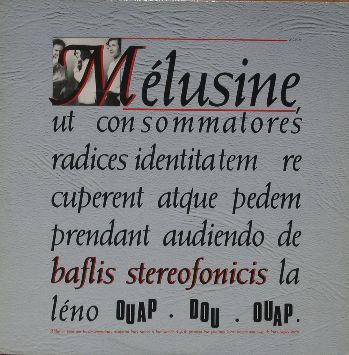 Mélusine,
ut consommatores
radices identitatem re
cuperent atque pedem
prendant audiendo de
baflis stereofonicis la
léno OUAP . DOU . OUAP.